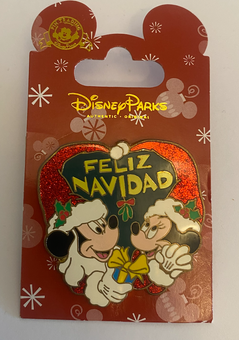 Disney Parks
AUTHENTIC • ORIGINAL
FELIZ
NAVIDAD